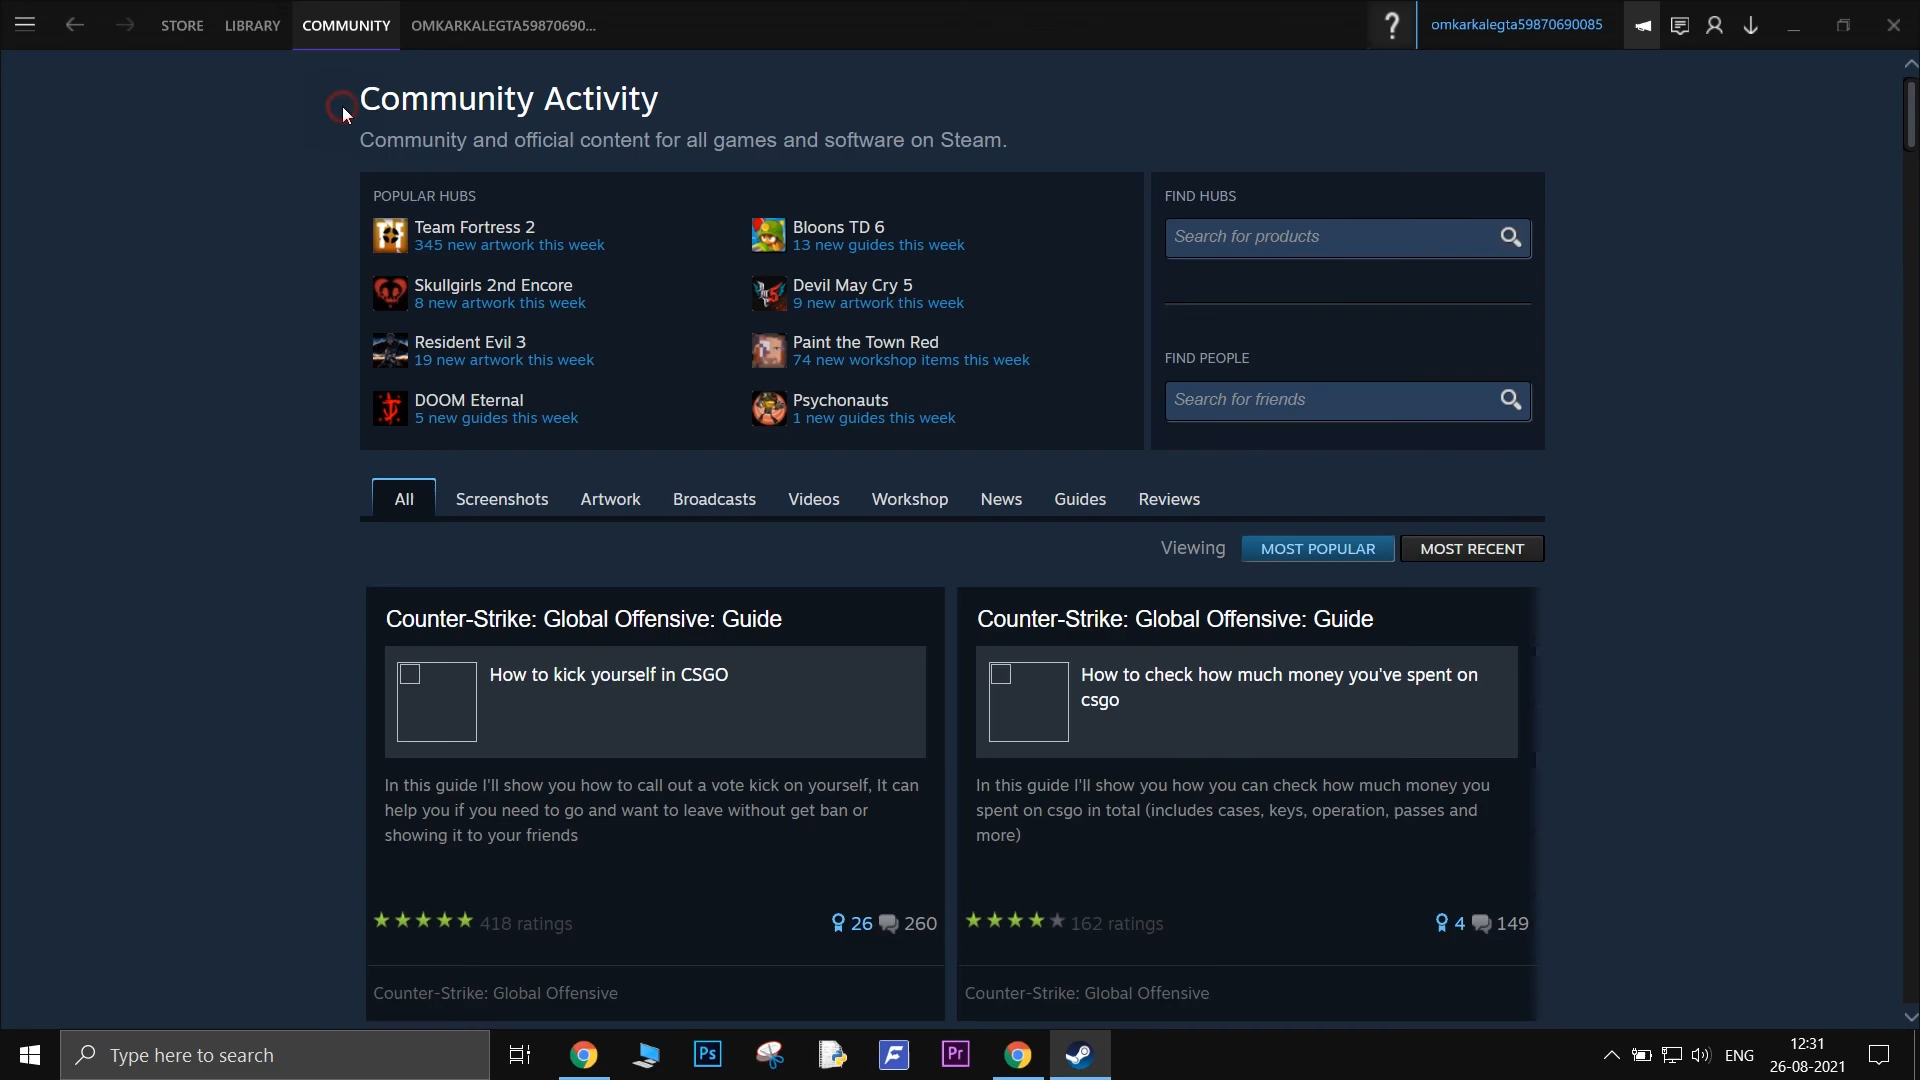 STORE LIBRARY COMMUNITY OMKARKALEGTA59870690...
? omkarkalegta59870690085
Community Activity
Community and official content for all games and software on Steam.
POPULAR HUBS
Team Fortress 2
345 new artwork this week
Bloons TD 6
13 new guides this week
Skullgirls 2nd Encore
8 new artwork this week
Devil May Cry 5
9 new artwork this week
Resident Evil 3
19 new artwork this week
Paint the Town Red
74 new workshop items this week
DOOM Eternal
5 new guides this week
Psychonauts
1 new guides this week
FIND HUBS
Search for products
FIND PEOPLE
Search for friends
All Screenshots Artwork Broadcasts Videos Workshop News Guides Reviews
Viewing MOST POPULAR MOST RECENT
Counter-Strike: Global Offensive: Guide
How to kick yourself in CSGO
In this guide I'll show you how to call out a vote kick on yourself, It can
help you if you need to go and want to leave without get ban or
showing it to your friends
418 ratings 26 260
Counter-Strike: Global Offensive
Counter-Strike: Global Offensive: Guide
How to check how much money you've spent on
csgo
In this guide I'll show you how you can check how much money you
spent on csgo in total (includes cases, keys, operation, passes and
more)
162 ratings 4 149
Counter-Strike: Global Offensive
Type here to search
Ps
F
Pr
ENG
12:31
26-08-2021